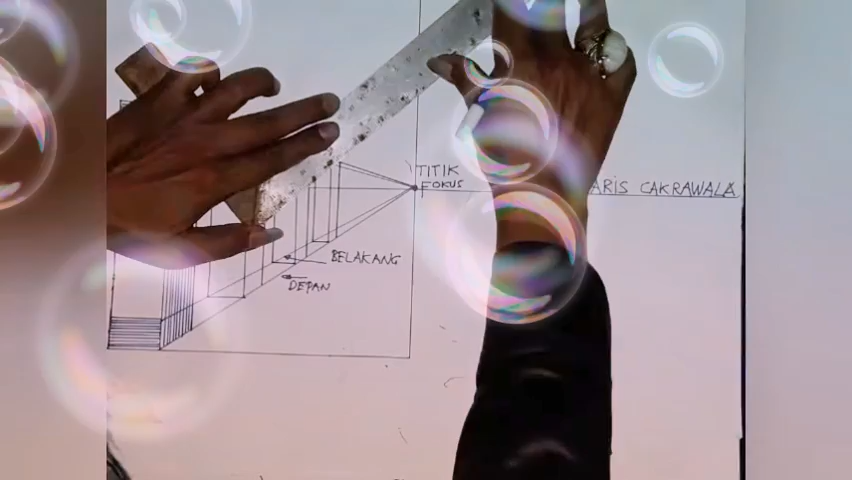 TITIK
FOKUS
ARIS CAKRAWALA
BELAKANG
DEPAN